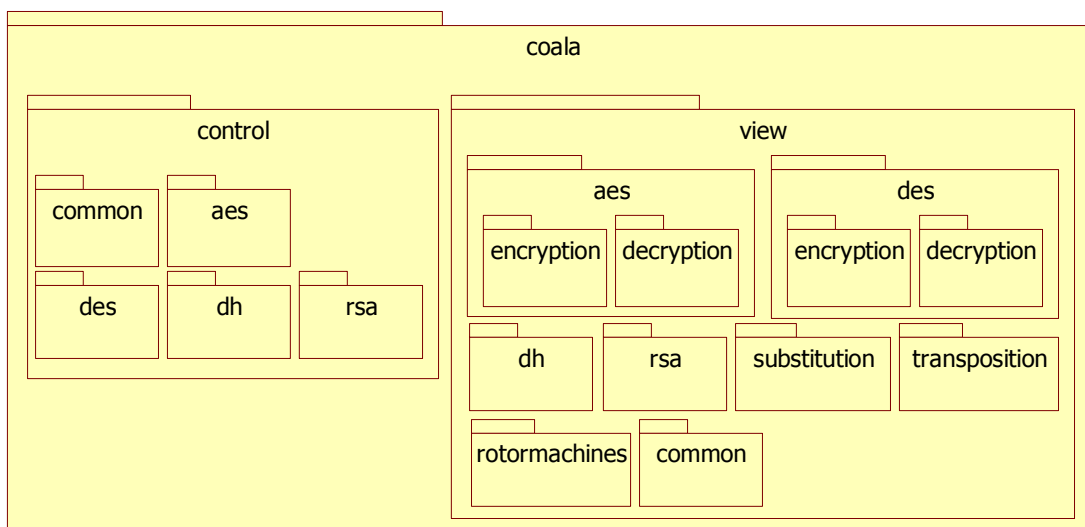 coala
control
common
aes
des
dh
rsa
view
aes
encryption
decryption
des
encryption
decryption
dh
rsa
substitution
transposition
rotormachines
common